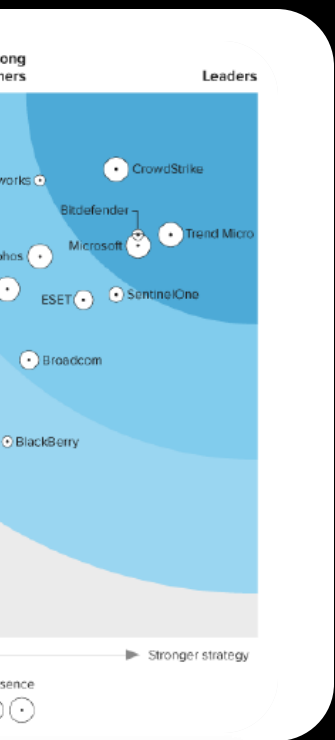 ong
ners
Leaders
CrowdStrike
works
Bitdefender
Trend Micro
Microsoft
phos
SentinelOne
ESET
Broadcom
BlackBerry
Stronger strategy
sence